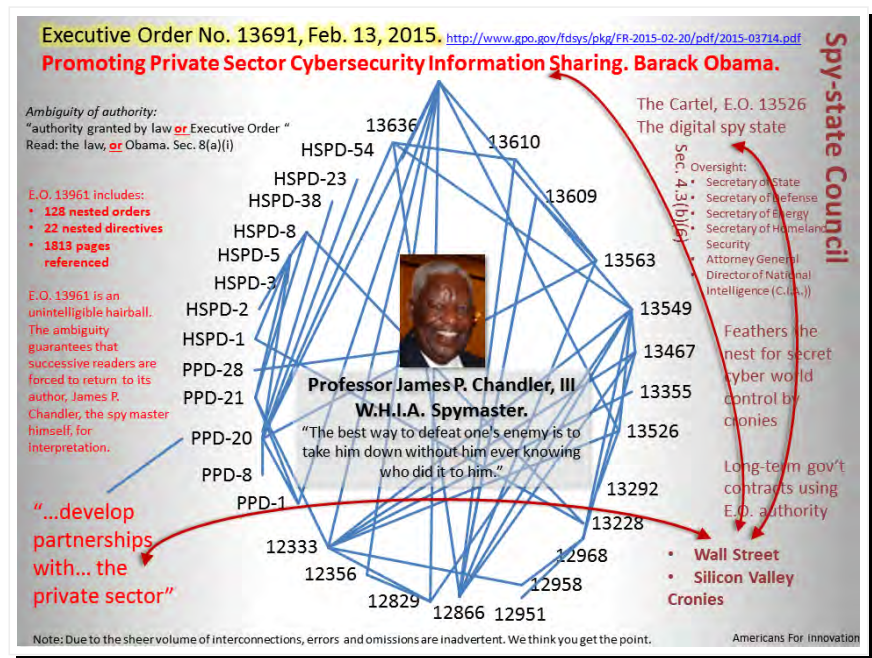 Executive Order No. 13691, Feb. 13, 2015. http://www.gpo.gov/fdsys/pkg/FR-2015-02-20/pdf/2015-03714.pdf
Promoting Private Sector Cybersecurity Information Sharing. Barack Obama.
Spy-state Council
Ambiguity of authority:
“authority granted by law or Executive Order “
Read: the law, or Obama. Sec. 8(a)(i)
E.O. 13961 includes:
• 128 nested orders
• 22 nested directives
• 1813 pages
referenced
E.O. 13961 is an
unintelligible hairball.
The ambiguity
guarantees that
successive readers are
forced to return to its
author, James P.
Chandler, the spy master
himself, for
interpretation.
“…develop
partnerships
with… the
private sector”
13636
HSPD-54
HSPD-23
HSPD-38
HSPD-8
HSPD-5
HSPD-3
HSPD-2
HSPD-1
PPD-28
PPD-21
PPD-20
PPD-8
PPD-1
12333
12356
12829
12866
12951
12958
12968
13228
13292
13526
13355
13467
13549
13563
13609
13610
Professor James P. Chandler, III
W.H.I.A. Spymaster.
“The best way to defeat one's enemy is to
take him down without him ever knowing
who did it to him.”
The Cartel, E.O. 13526
The digital spy state
Sec. 4.3(b)(6)
Oversight:
• Secretary of State
• Secretary of Defense
• Secretary of Energy
• Secretary of Homeland
Security
• Attorney General
• Director of National
Intelligence (C.I.A.))
Feathers the
nest for secret
cyber world
control by
cronies
Long-term gov’t
contracts using
E.O. authority
• Wall Street
• Silicon Valley
Cronies
Note: Due to the sheer volume of interconnections, errors and omissions are inadvertent. We think you get the point.
Americans For Innovation